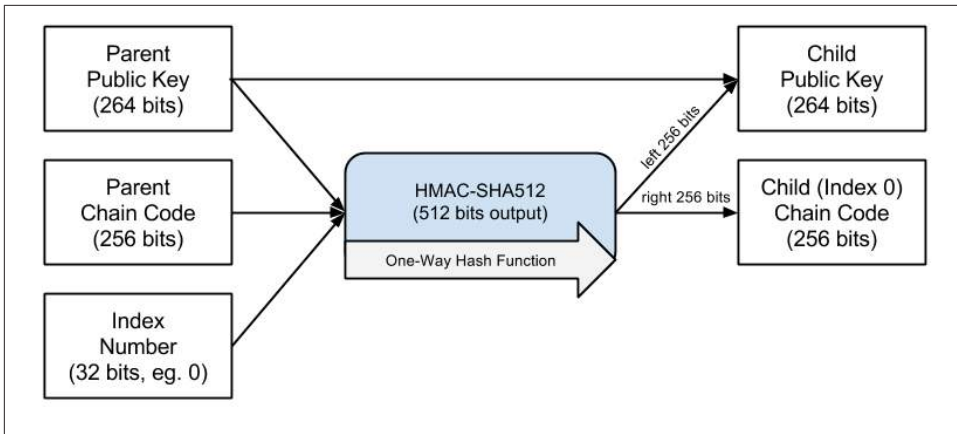 Parent
Public Key
(264 bits)
Child
Public Key
(264 bits)
left 256 bits
Parent
Chain Code
(256 bits)
HMAC-SHA512
(512 bits output)
One-Way Hash Function
right 256 bits
Child (Index 0)
Chain Code
(256 bits)
Index
Number
(32 bits, eg. 0)